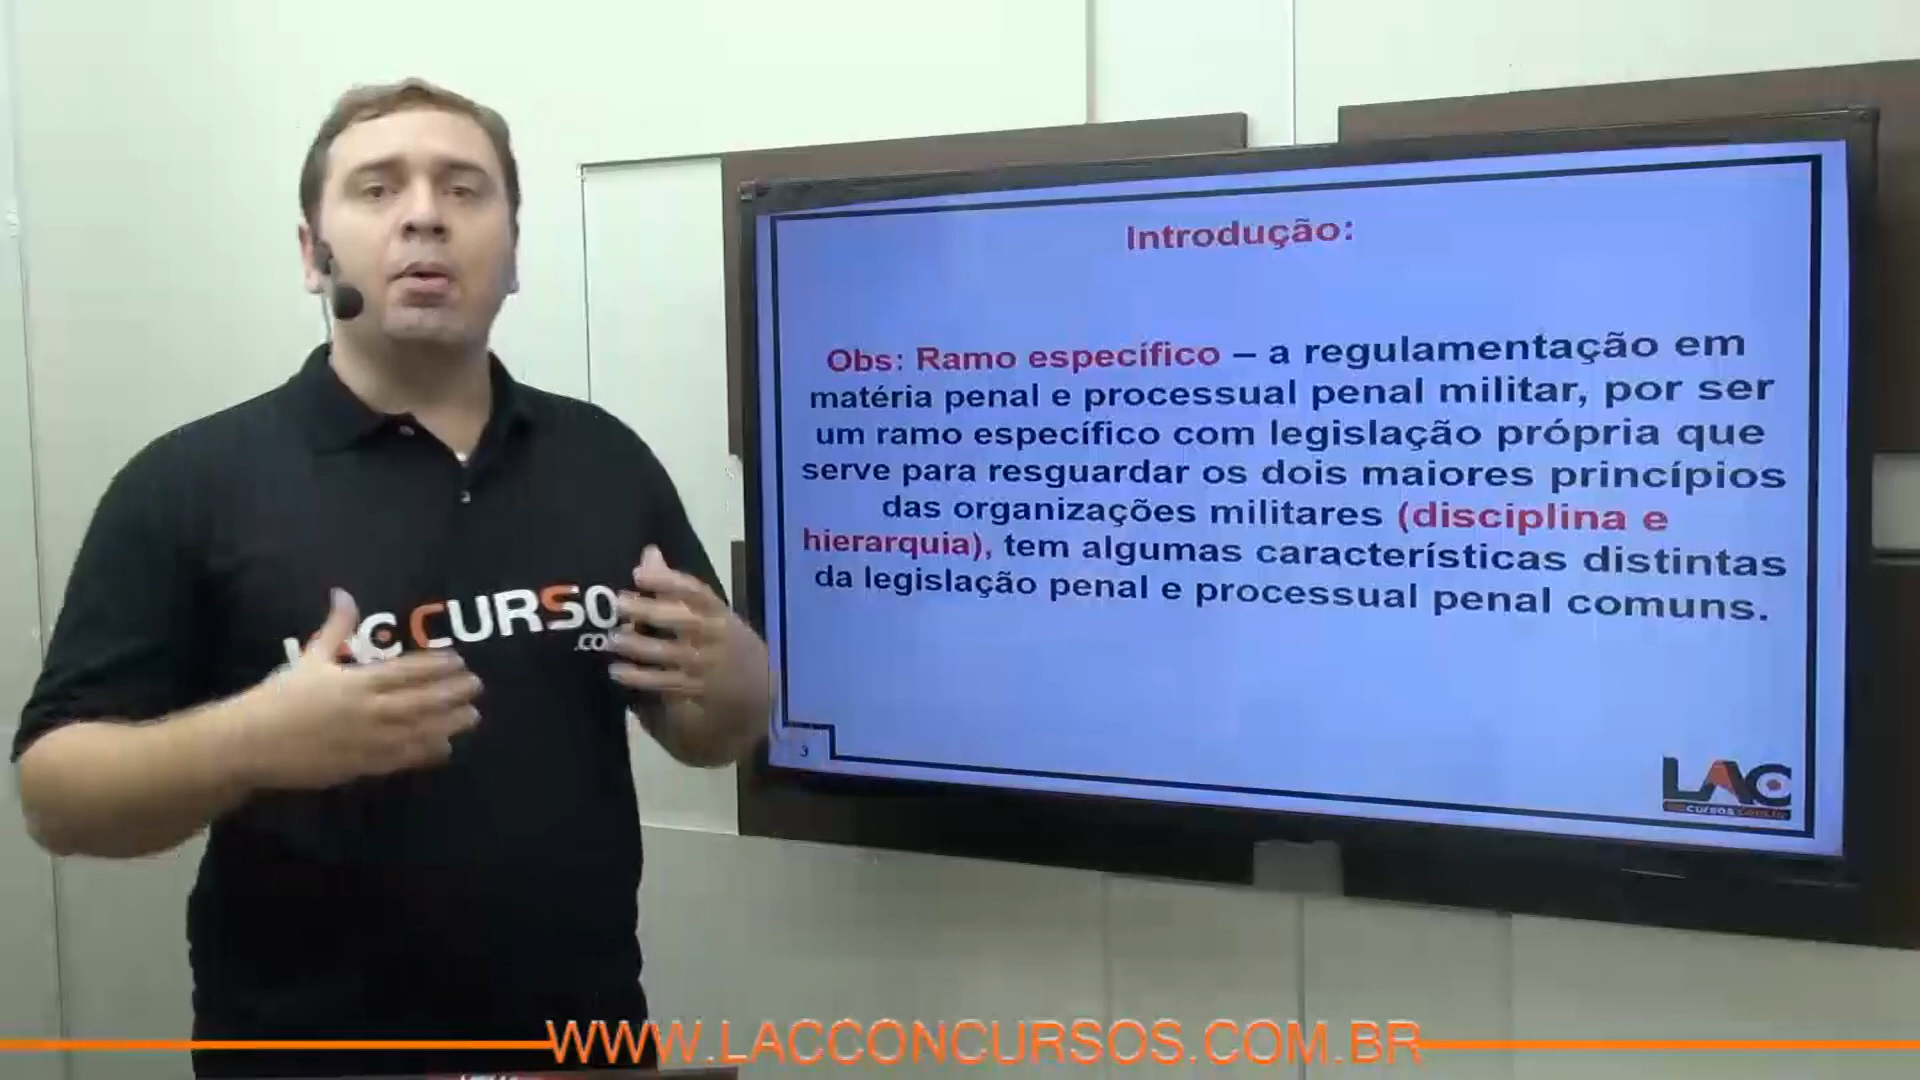 Introdução:
Obs: Ramo específico – a regulamentação em
matéria penal e processual penal militar, por ser
um ramo específico com legislação própria que
serve para resguardar os dois maiores princípios
das organizações militares (disciplina e
hierarquia), tem algumas características distintas
da legislação penal e processual penal comuns.
3
LAC
CURSO
WWW.LACCONCURSOS.COM.BR